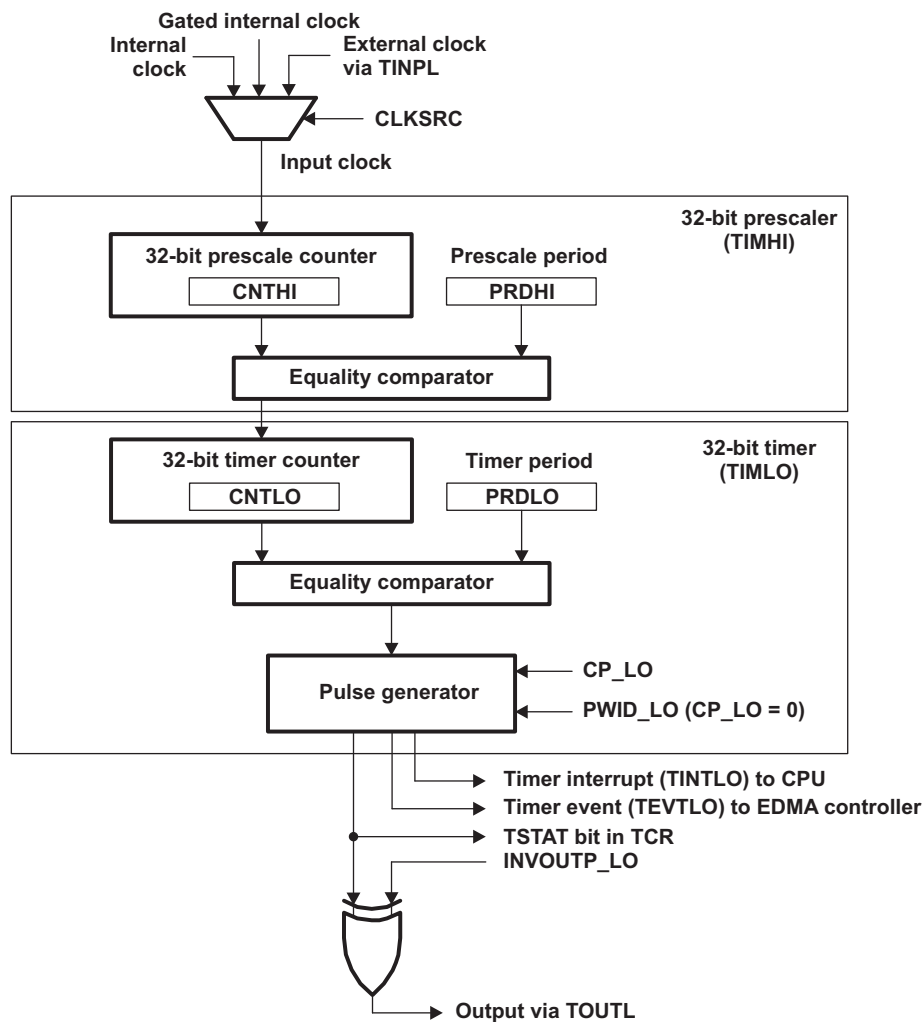 Gated internal clock
Internal
clock
External clock
via TINPL
CLKSRC
Input clock
32-bit prescaler
(TIMHI)
32-bit prescale counter
CNTHI
Prescale period
PRDHI
Equality comparator
32-bit timer
(TIMLO)
32-bit timer counter
CNTLO
Timer period
PRDLO
Equality comparator
Pulse generator
CP_LO
PWID_LO (CP_LO = 0)
Timer interrupt (TINTLO) to CPU
Timer event (TEVTLO) to EDMA controller
TSTAT bit in TCR
INVOUTP_LO
Output via TOUTL